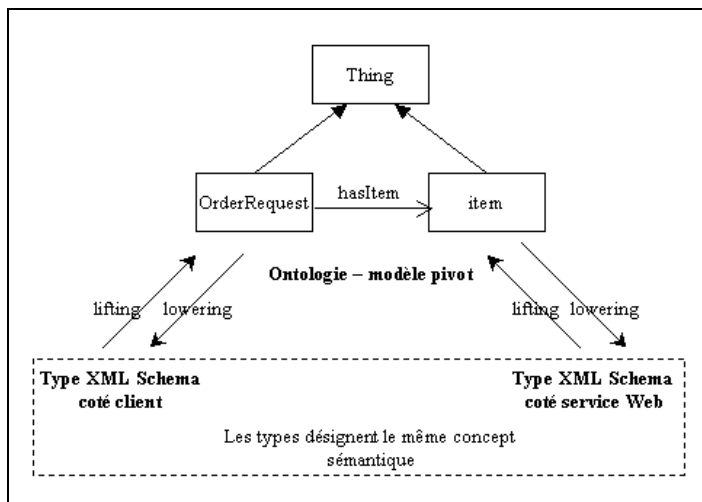 Thing
OrderRequest
hasItem
item
Ontologie – modèle pivot
lifting
lowering
lifting
lowering
Type XML Schema
coté client
Type XML Schema
coté service Web
Les types désignent le même concept
sémantique